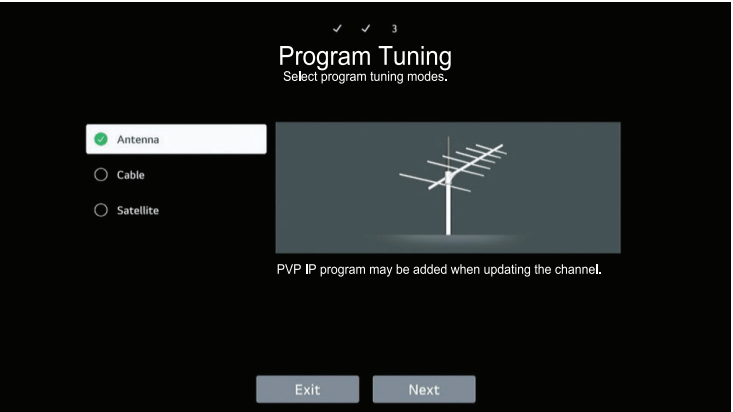 3
Program Tuning
Select program tuning modes.
Antenna
Cable
Satellite
PVP IP program may be added when updating the channel.
Exit Next